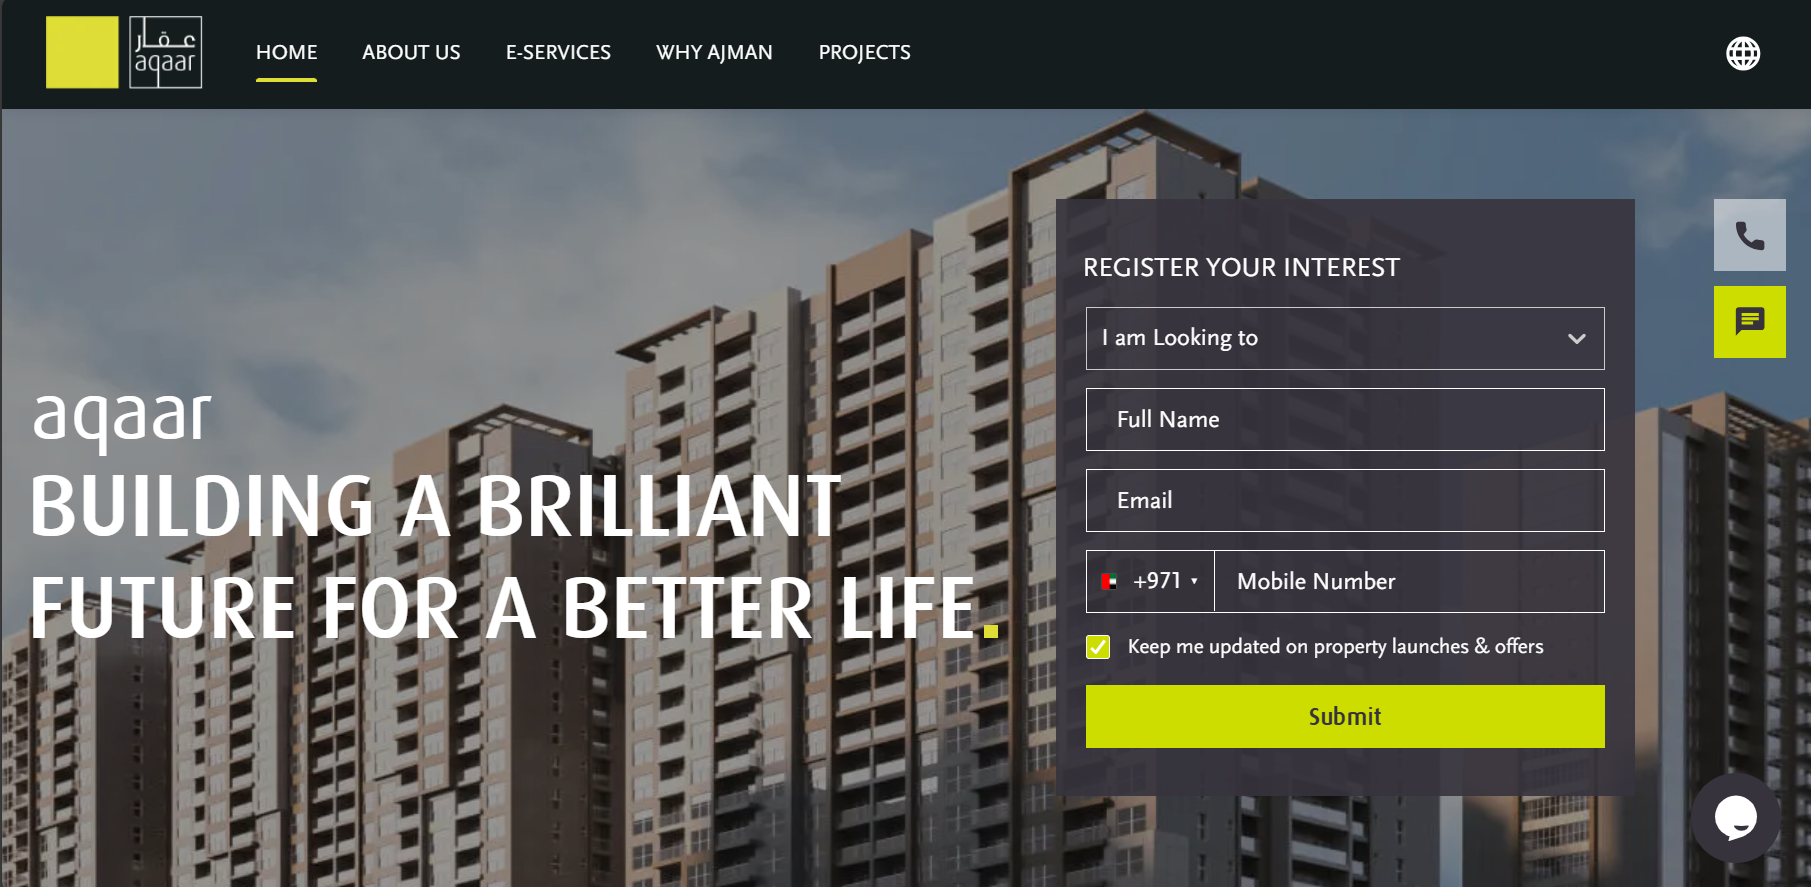 عقار
aqaar
HOME
ABOUT US
E-SERVICES
WHY AJMAN
PROJECTS
aqaar
BUILDING A BRILLIANT
FUTURE FOR A BETTER LIFE.
REGISTER YOUR INTEREST
I am Looking to
Full Name
Email
+971
Mobile Number
Keep me updated on property launches & offers
Submit